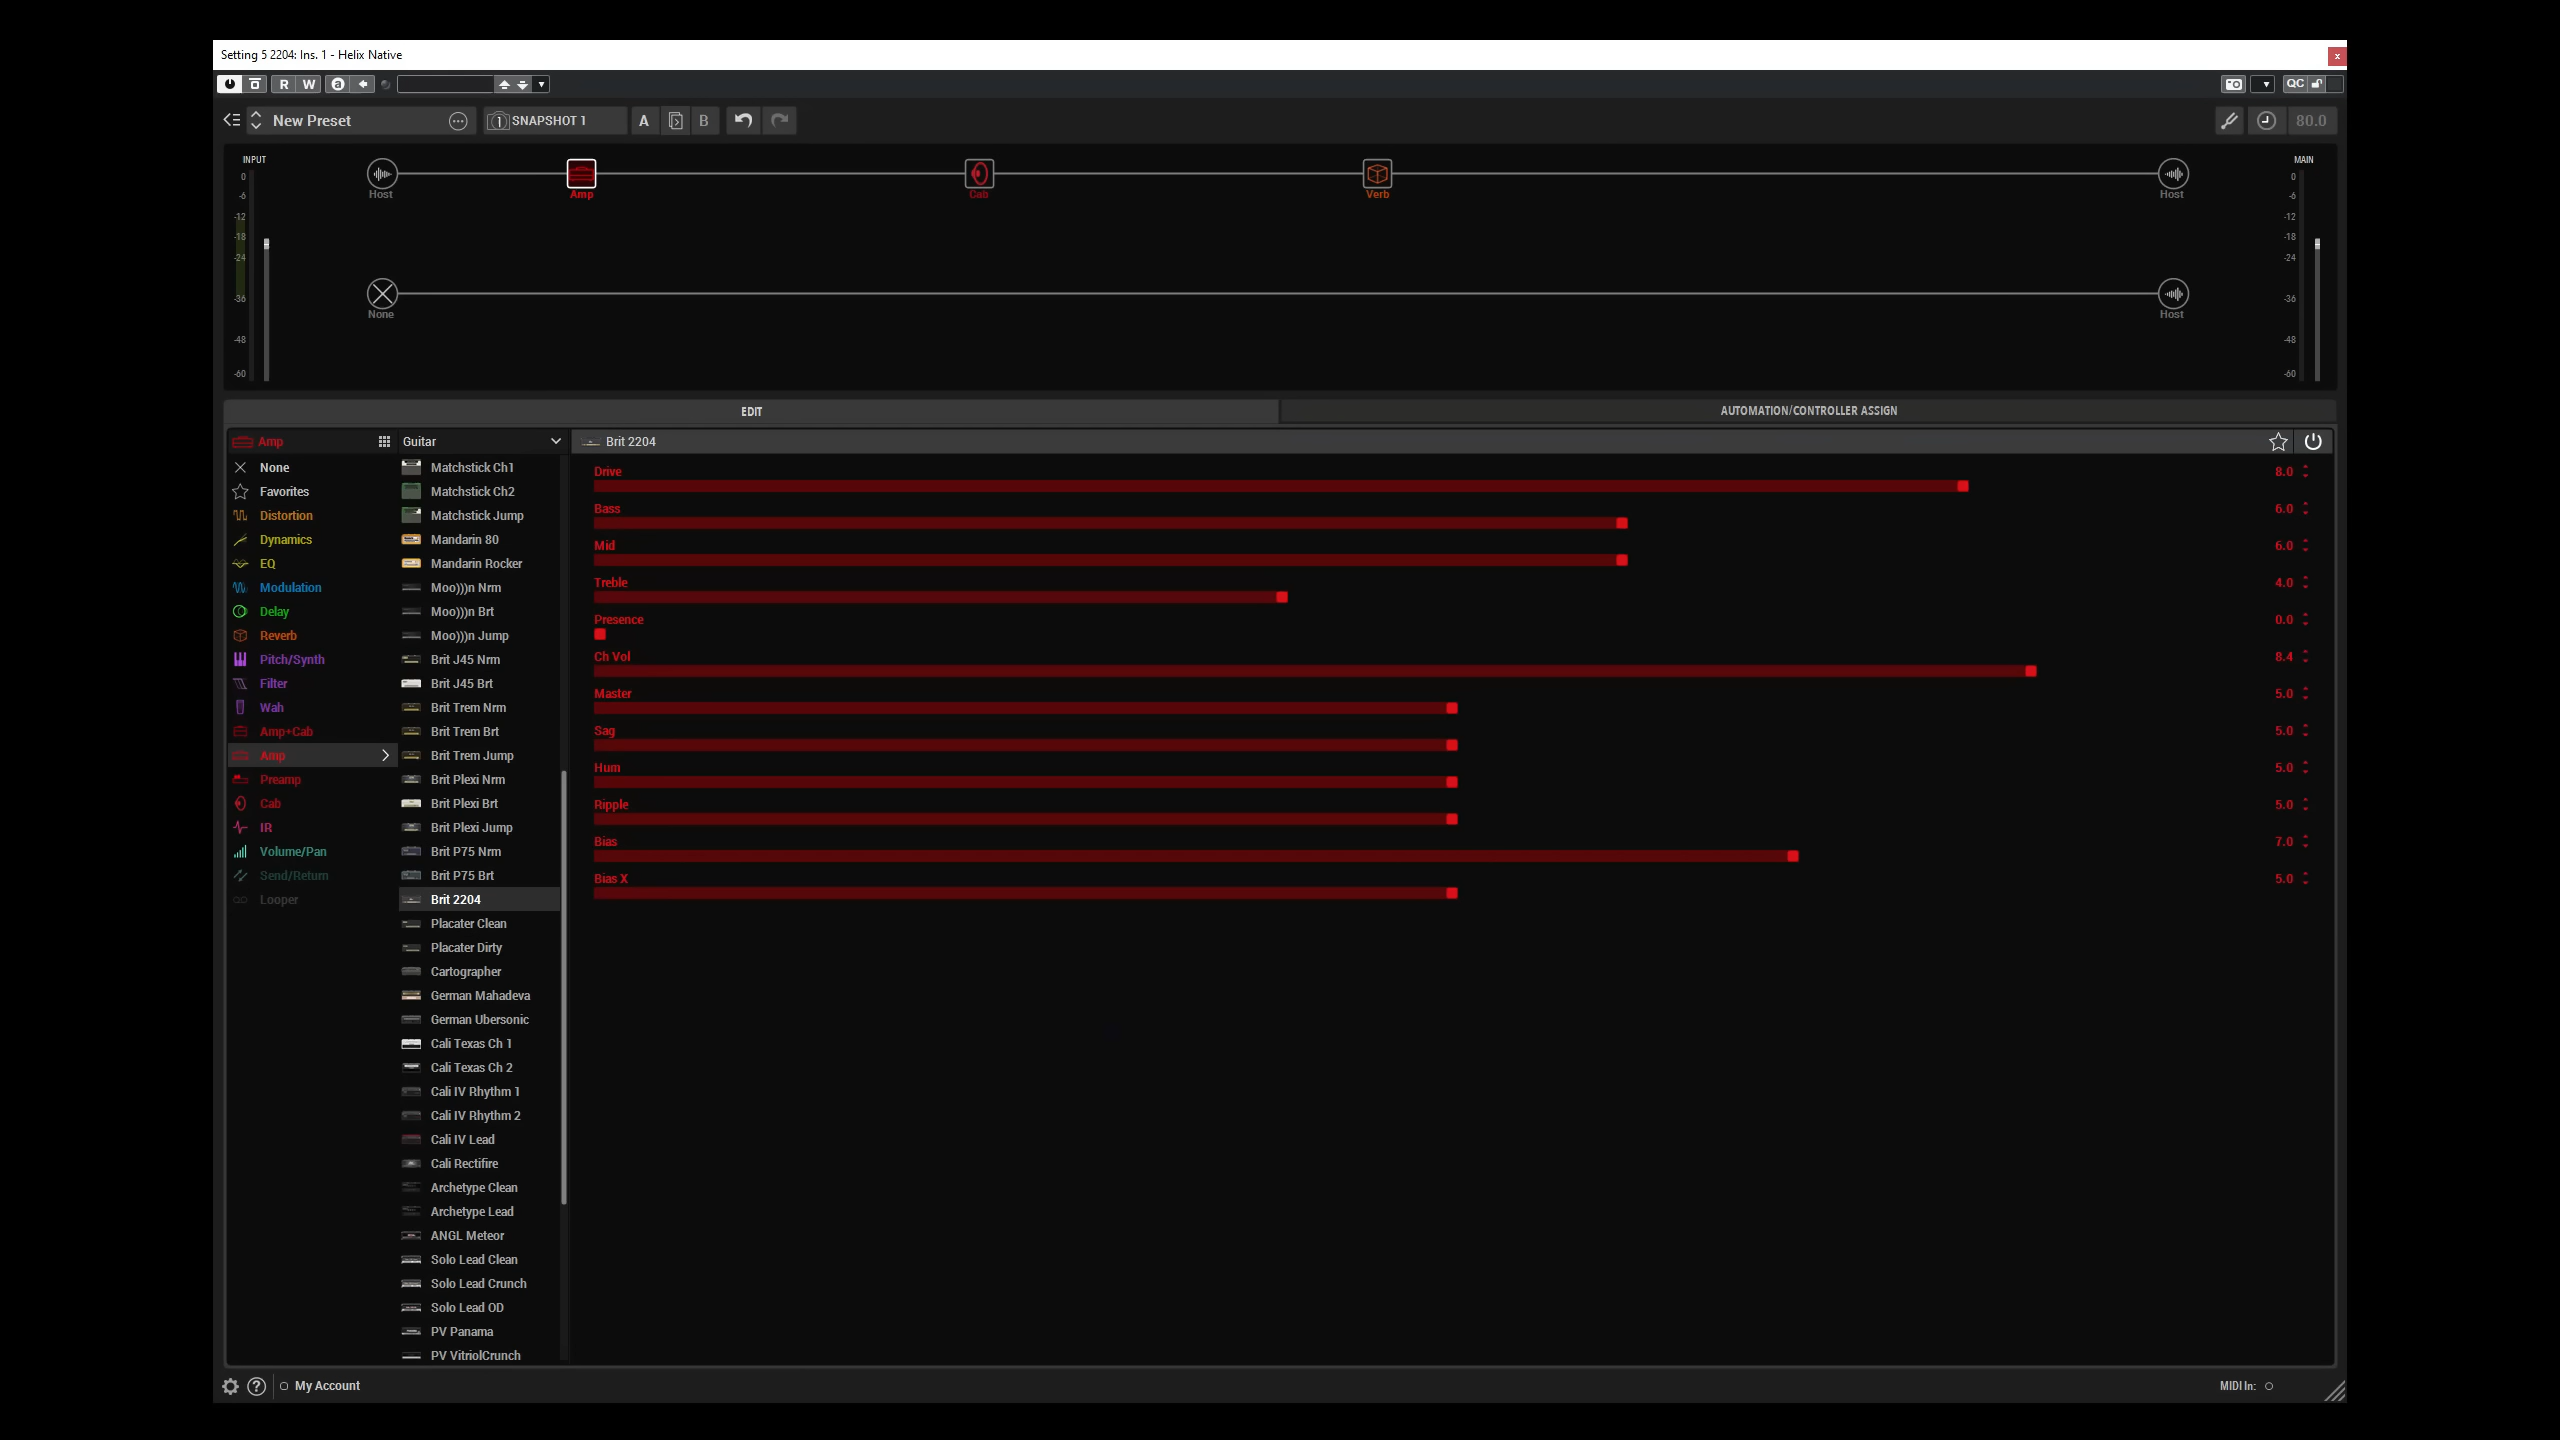 Setting 5 2204: Ins. 1 - Helix Native
x
R W a QC
New Preset 1 SNAPSHOT 1 A B 80.0
INPUT MAIN
0 0
-6 -6
-12 -12
-18 -18
-24 -24
-36 -36
-48 -48
-60 -60
Host Amp Cab Verb Host
None Host
EDIT AUTOMATION/CONTROLLER ASSIGN
Amp Guitar Brit 2204
None
Favorites
Distortion
Dynamics
EQ
Modulation
Delay
Reverb
Pitch/Synth
Filter
Wah
Amp+Cab
Amp
Preamp
Cab
IR
Volume/Pan
Send/Return
Looper
Matchstick Ch1
Matchstick Ch2
Matchstick Jump
Mandarin 80
Mandarin Rocker
Moo)))n Nrm
Moo)))n Brt
Moo)))n Jump
Brit J45 Nrm
Brit J45 Brt
Brit Trem Nrm
Brit Trem Brt
Brit Trem Jump
Brit Plexi Nrm
Brit Plexi Brt
Brit Plexi Jump
Brit P75 Nrm
Brit P75 Brt
Brit 2204
Placater Clean
Placater Dirty
Cartographer
German Mahadeva
German Ubersonic
Cali Texas Ch 1
Cali Texas Ch 2
Cali IV Rhythm 1
Cali IV Rhythm 2
Cali IV Lead
Cali Rectifire
Archetype Clean
Archetype Lead
ANGL Meteor
Solo Lead Clean
Solo Lead Crunch
Solo Lead OD
PV Panama
PV VitriolCrunch
Drive 8.0
Bass 6.0
Mid 6.0
Treble 4.0
Presence 0.0
Ch Vol 8.4
Master 5.0
Sag 5.0
Hum 5.0
Ripple 5.0
Bias 7.0
Bias X 5.0
? My Account MIDI In: